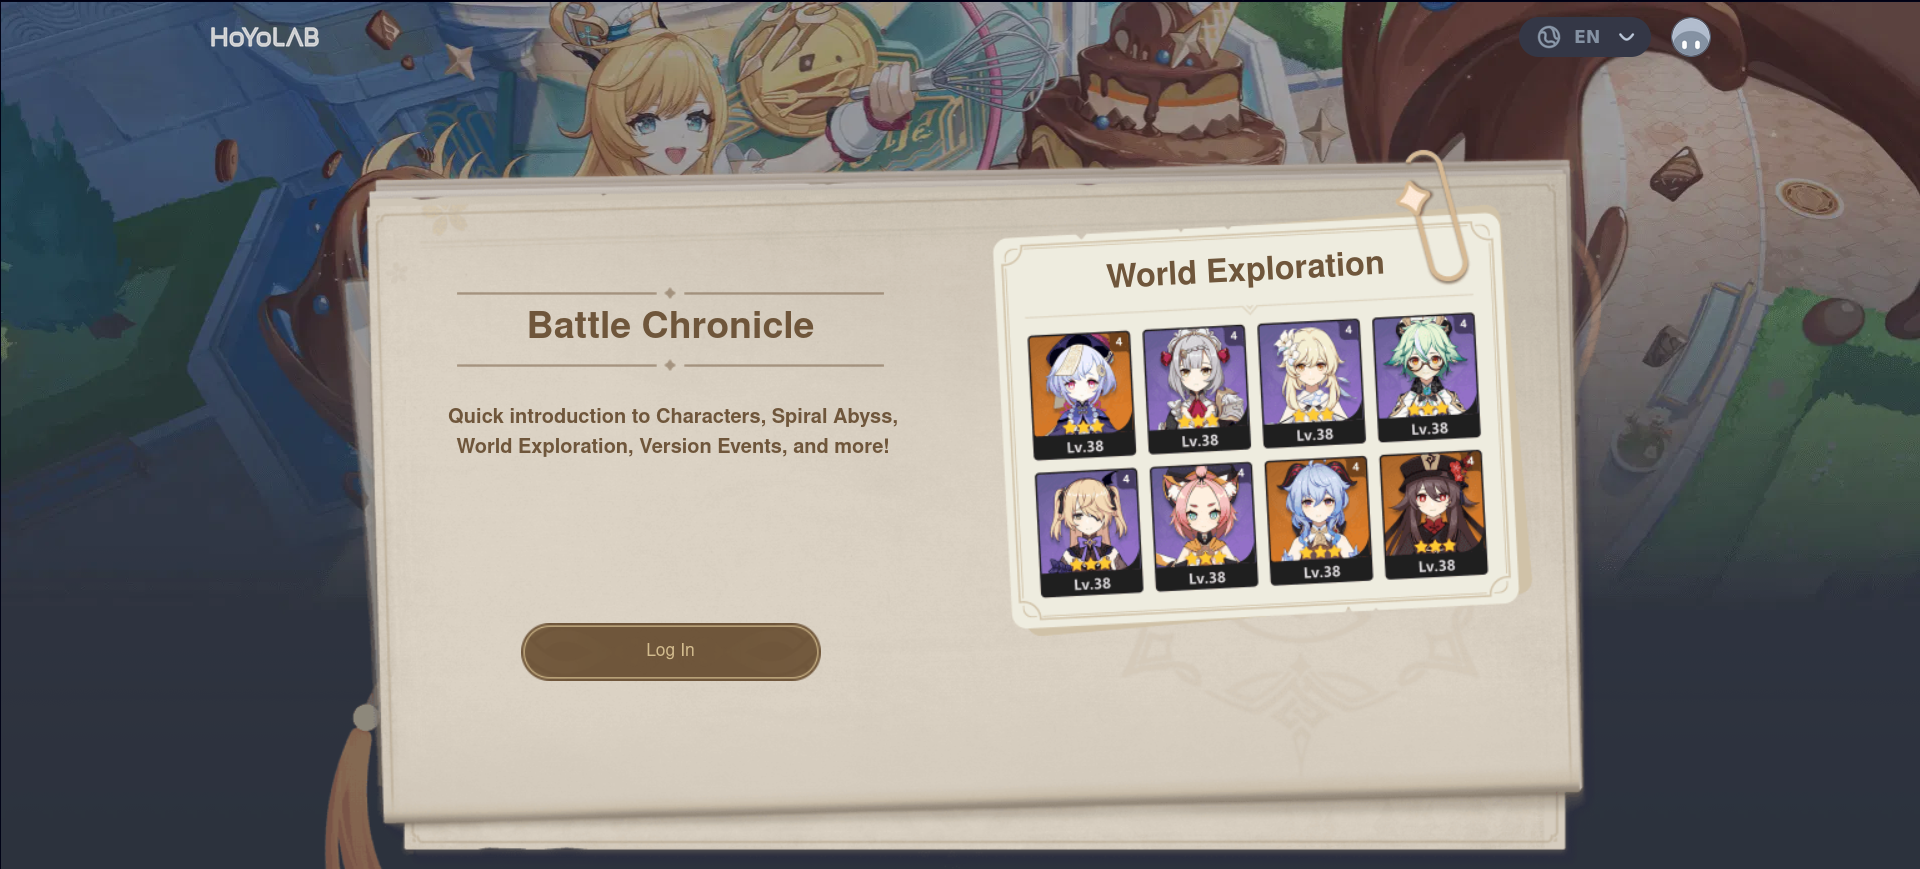 HoYoLAB
EN
Battle Chronicle
Quick introduction to Characters, Spiral Abyss,
World Exploration, Version Events, and more!
Log In
World Exploration
4 4 4 4
Lv.38 Lv.38 Lv.38 Lv.38
4 4 4 4
Lv.38 Lv.38 Lv.38 Lv.38